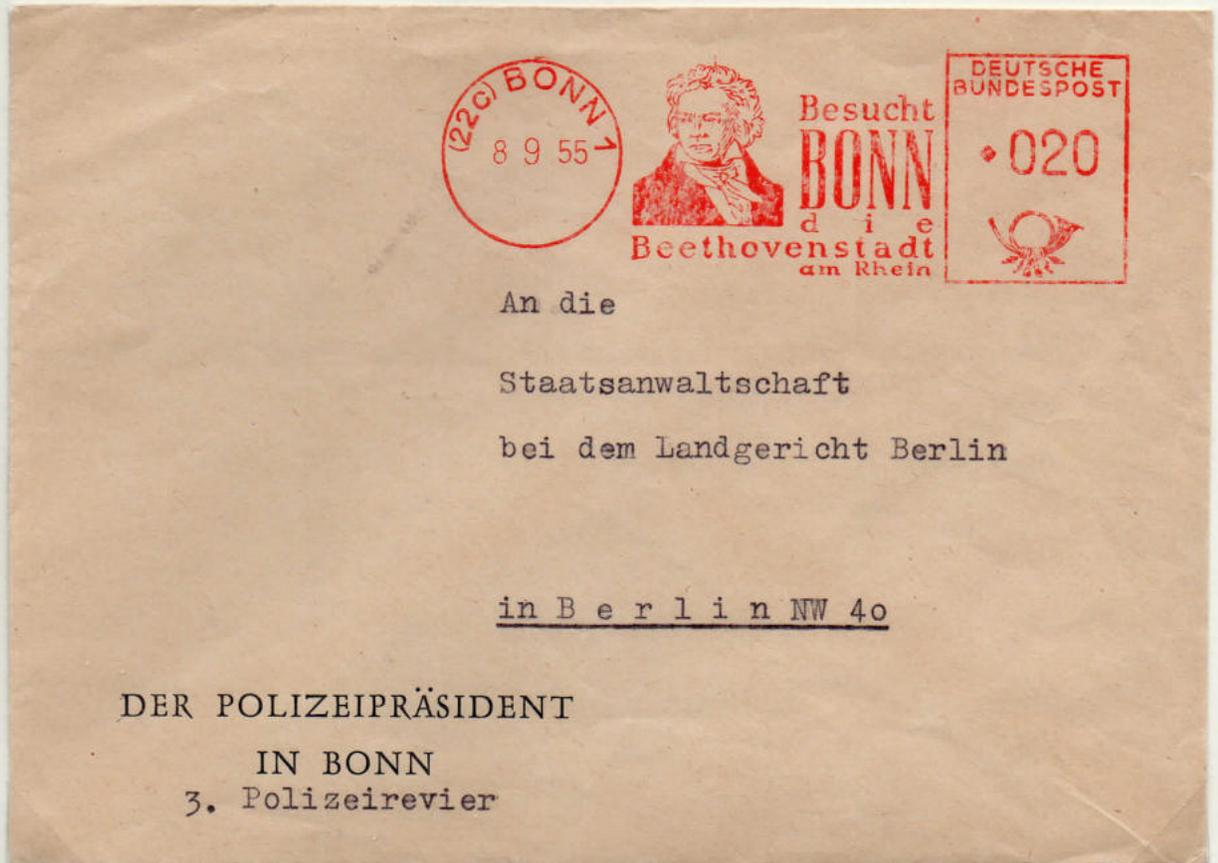 (22c) BONN 1
8 9 55
Besucht
BONN
die
Beethovenstadt
am Rhein
DEUTSCHE
BUNDESPOST
020
An die
Staatsanwaltschaft
bei dem Landgericht Berlin
in B e r l i n NW 4o
DER POLIZEIPRÄSIDENT
IN BONN
3. Polizeirevier